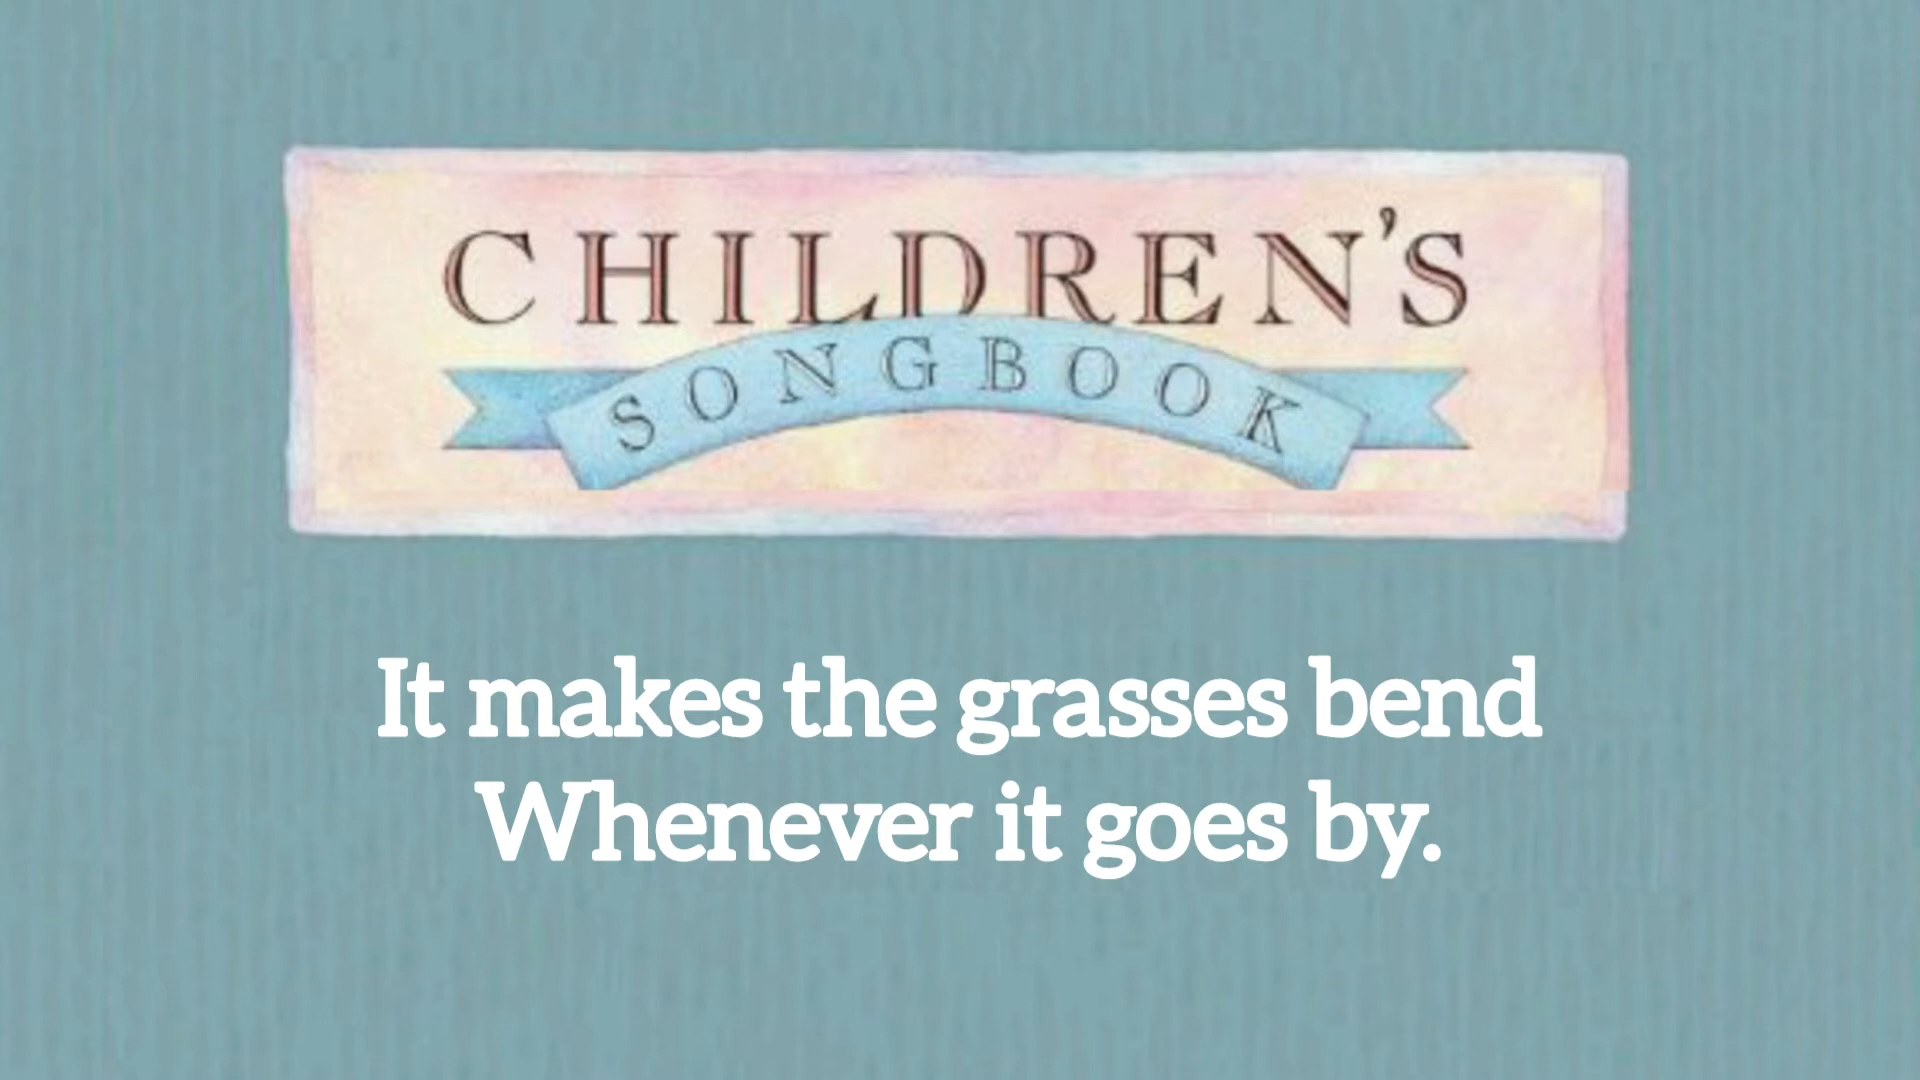 CHILDREN'S
SONGBOOK
It makes the grasses bend
Whenever it goes by.